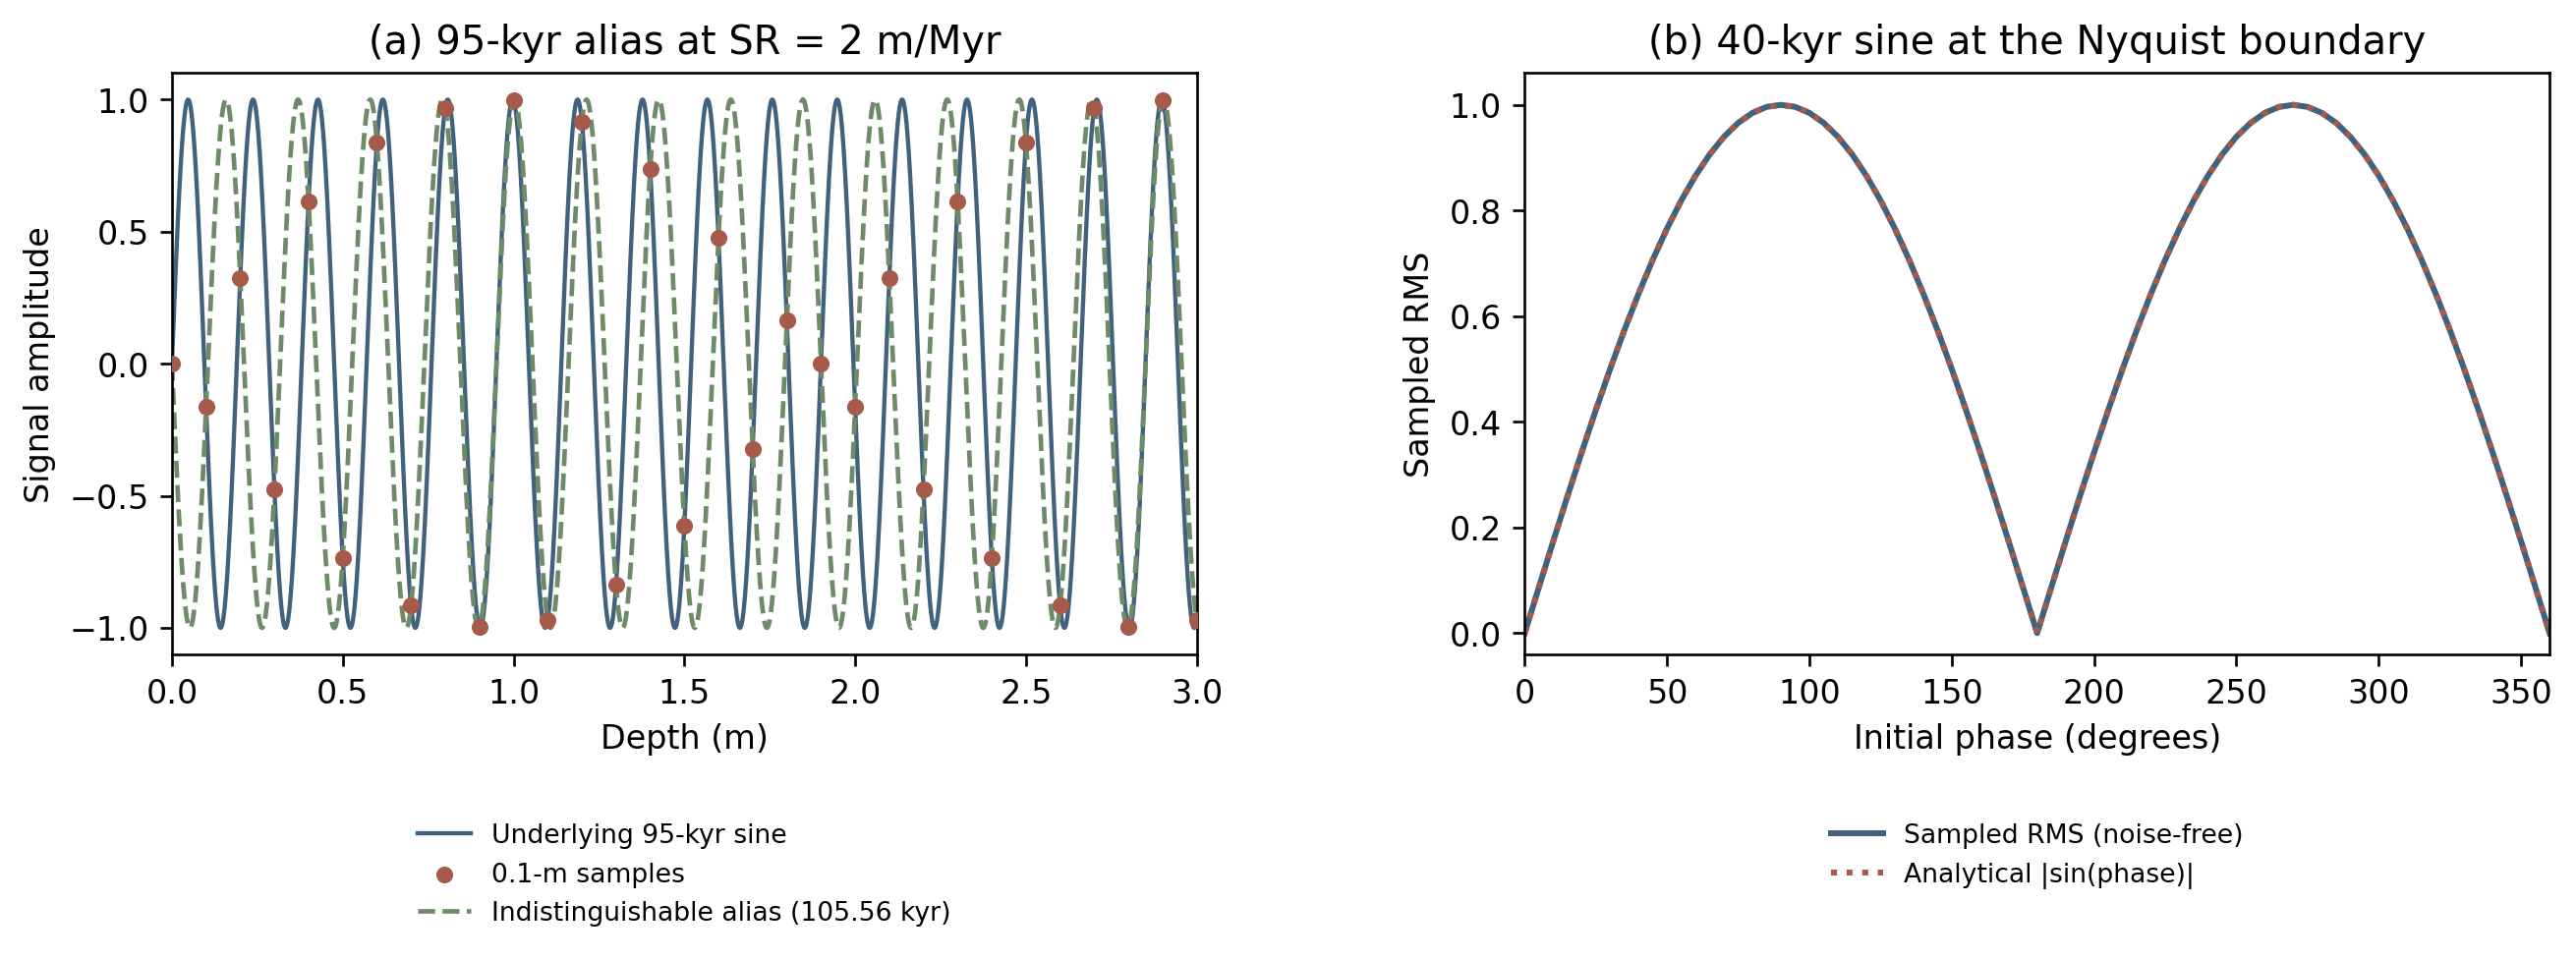 (a) 95-kyr alias at SR = 2 m/Myr
1.0
0.5
0.0
−0.5
−1.0
Signal amplitude
0.0 0.5 1.0 1.5 2.0 2.5 3.0
Depth (m)
Underlying 95-kyr sine
0.1-m samples
Indistinguishable alias (105.56 kyr)
(b) 40-kyr sine at the Nyquist boundary
1.0
0.8
0.6
0.4
0.2
0.0
Sampled RMS
0 50 100 150 200 250 300 350
Initial phase (degrees)
Sampled RMS (noise-free)
Analytical |sin(phase)|